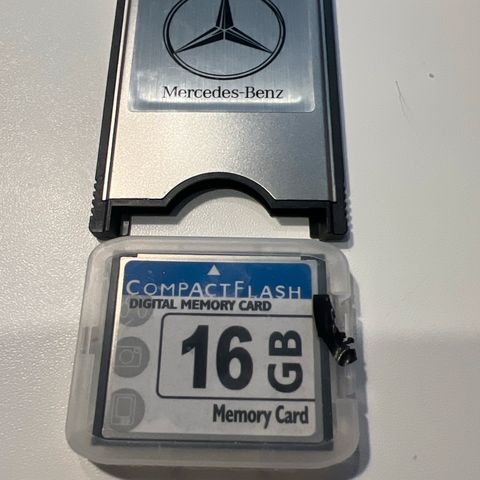 Mercedes-Benz
COMPACTFLASH
DIGITAL MEMORY CARD
16 GB
Memory Card